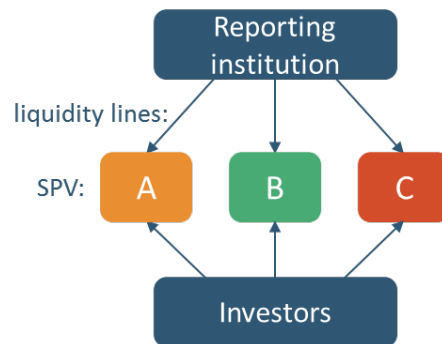 Reporting
institution
liquidity lines:
SPV:
A
B
C
Investors